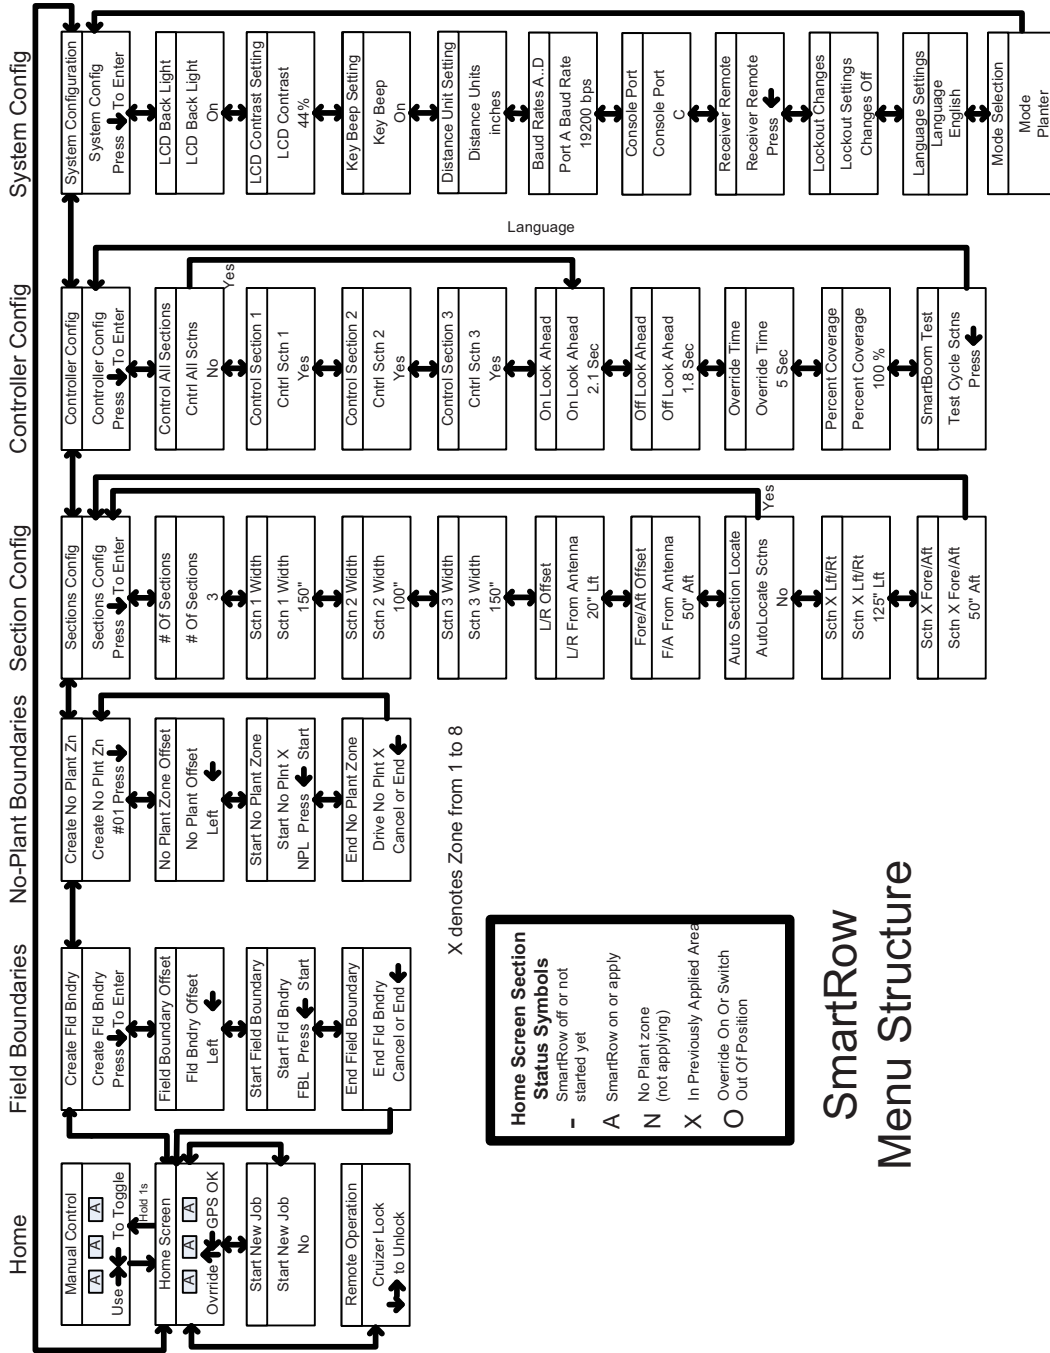 Home
Manual Control
A A A
Use To Toggle
Hold 1s
Home Screen
A A A
Ovrride GPS OK
Start New Job
Start New Job
No
Remote Operation
Cruizer Lock
to Unlock
Field Boundaries
Create Fld Bndry
Create Fld Bndry
Press To Enter
Field Boundary Offset
Fld Bndry Offset
Left
Start Field Boundary
Start Fld Bndry
FBL Press Start
End Field Boundary
End Fld Bndry
Cancel or End
No-Plant Boundaries
Create No Plant Zn
Create No Plnt Zn
#01 Press
No Plant Zone Offset
No Plant Offset
Left
Start No Plant Zone
Start No Plnt X
NPL Press Start
End No Plant Zone
Drive No Plnt X
Cancel or End
X denotes Zone from 1 to 8
Section Config
Sections Config
Sections Config
Press To Enter
# Of Sections
# Of Sections
3
Sctn 1 Width
Sctn 1 Width
150"
Sctn 2 Width
Sctn 2 Width
100"
Sctn 3 Width
Sctn 3 Width
150"
L/R Offset
L/R From Antenna
20" Lft
Fore/Aft Offset
F/A From Antenna
50" Aft
Auto Section Locate
AutoLocate Sctns
No
Yes
Sctn X Lft/Rt
Sctn X Lft/Rt
125" Lft
Sctn X Fore/Aft
Sctn X Fore/Aft
50" Aft
Controller Config
Controller Config
Controller Config
Press To Enter
Control All Sections
Cntrl All Sctns
No
Yes
Control Section 1
Cntrl Sctn 1
Yes
Control Section 2
Cntrl Sctn 2
Yes
Control Section 3
Cntrl Sctn 3
Yes
On Look Ahead
On Look Ahead
2.1 Sec
Off Look Ahead
Off Look Ahead
1.8 Sec
Override Time
Override Time
5 Sec
Percent Coverage
Percent Coverage
100 %
SmartBoom Test
Test Cycle Sctns
Press
Language
System Config
System Configuration
System Config
Press To Enter
LCD Back Light
LCD Back Light
On
LCD Contrast Setting
LCD Contrast
44%
Key Beep Setting
Key Beep
On
Distance Unit Setting
Distance Units
inches
Baud Rates A..D
Port A Baud Rate
19200 bps
Console Port
Console Port
C
Receiver Remote
Receiver Remote
Press
Lockout Changes
Lockout Settings
Changes Off
Language Settings
Language
English
Mode Selection
Mode
Planter
Home Screen Section
Status Symbols
- SmartRow off or not
started yet
A SmartRow on or apply
N No Plant zzone
(not applying)
X In Previously Applied Area
O Override On Or Switch
Out Of Position
SmartRow
Menu Structure